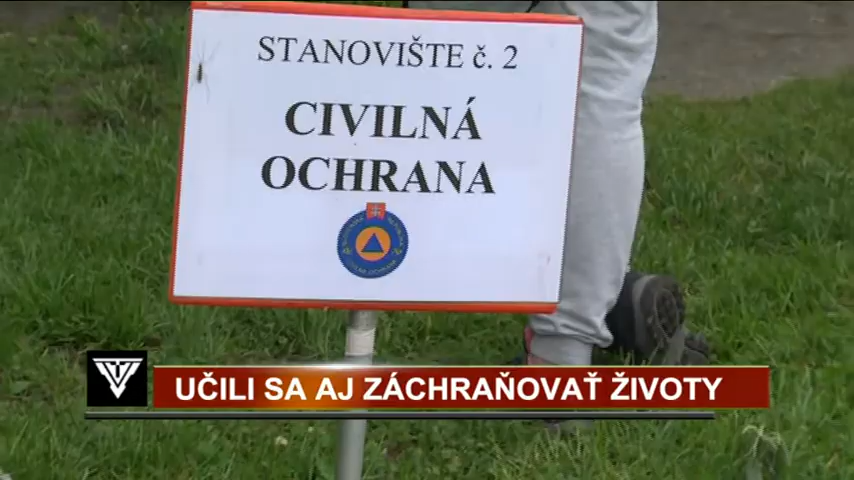 STANOVIŠTE č. 2
CIVILNÁ
OCHRANA
UČILI SA AJ ZÁCHRAŇOVAŤ ŽIVOTY